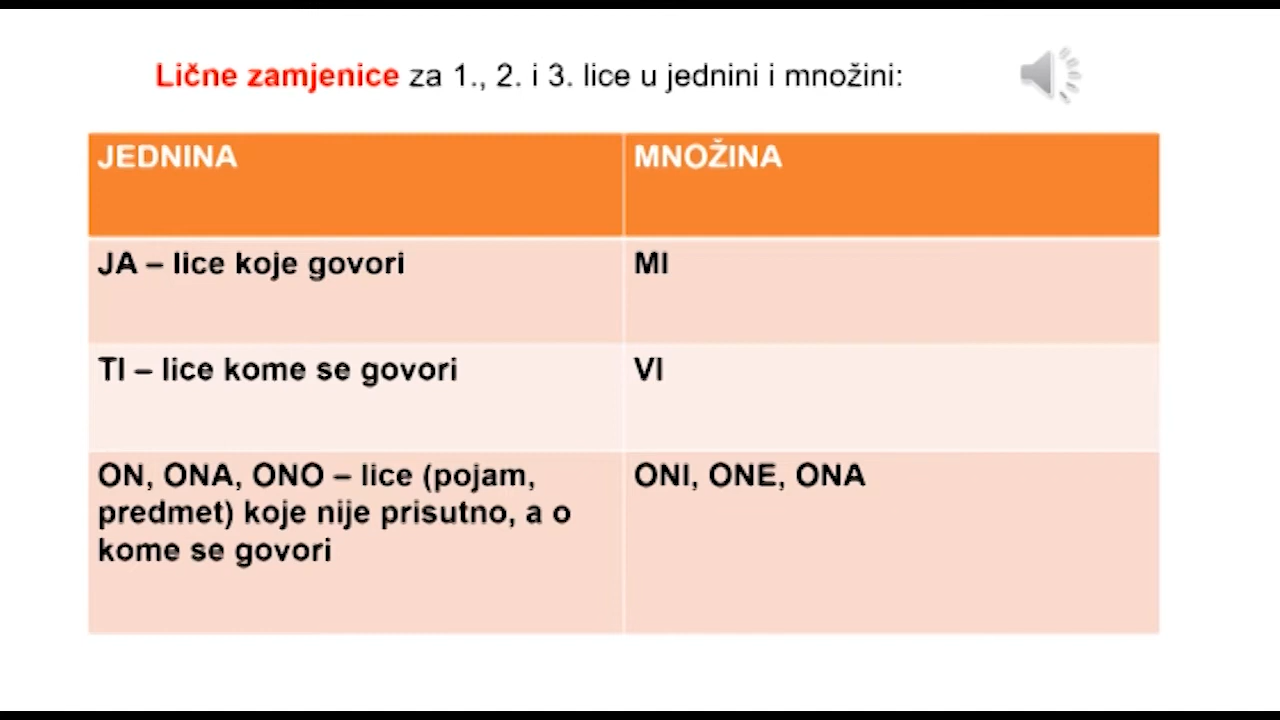 Lične zamjenice za 1., 2. i 3. lice u jednini i množini:
JEDNINA
MNOŽINA
JA – lice koje govori
MI
TI – lice kome se govori
VI
ON, ONA, ONO – lice (pojam,
predmet) koje nije prisutno, a o
kome se govori
ONI, ONE, ONA